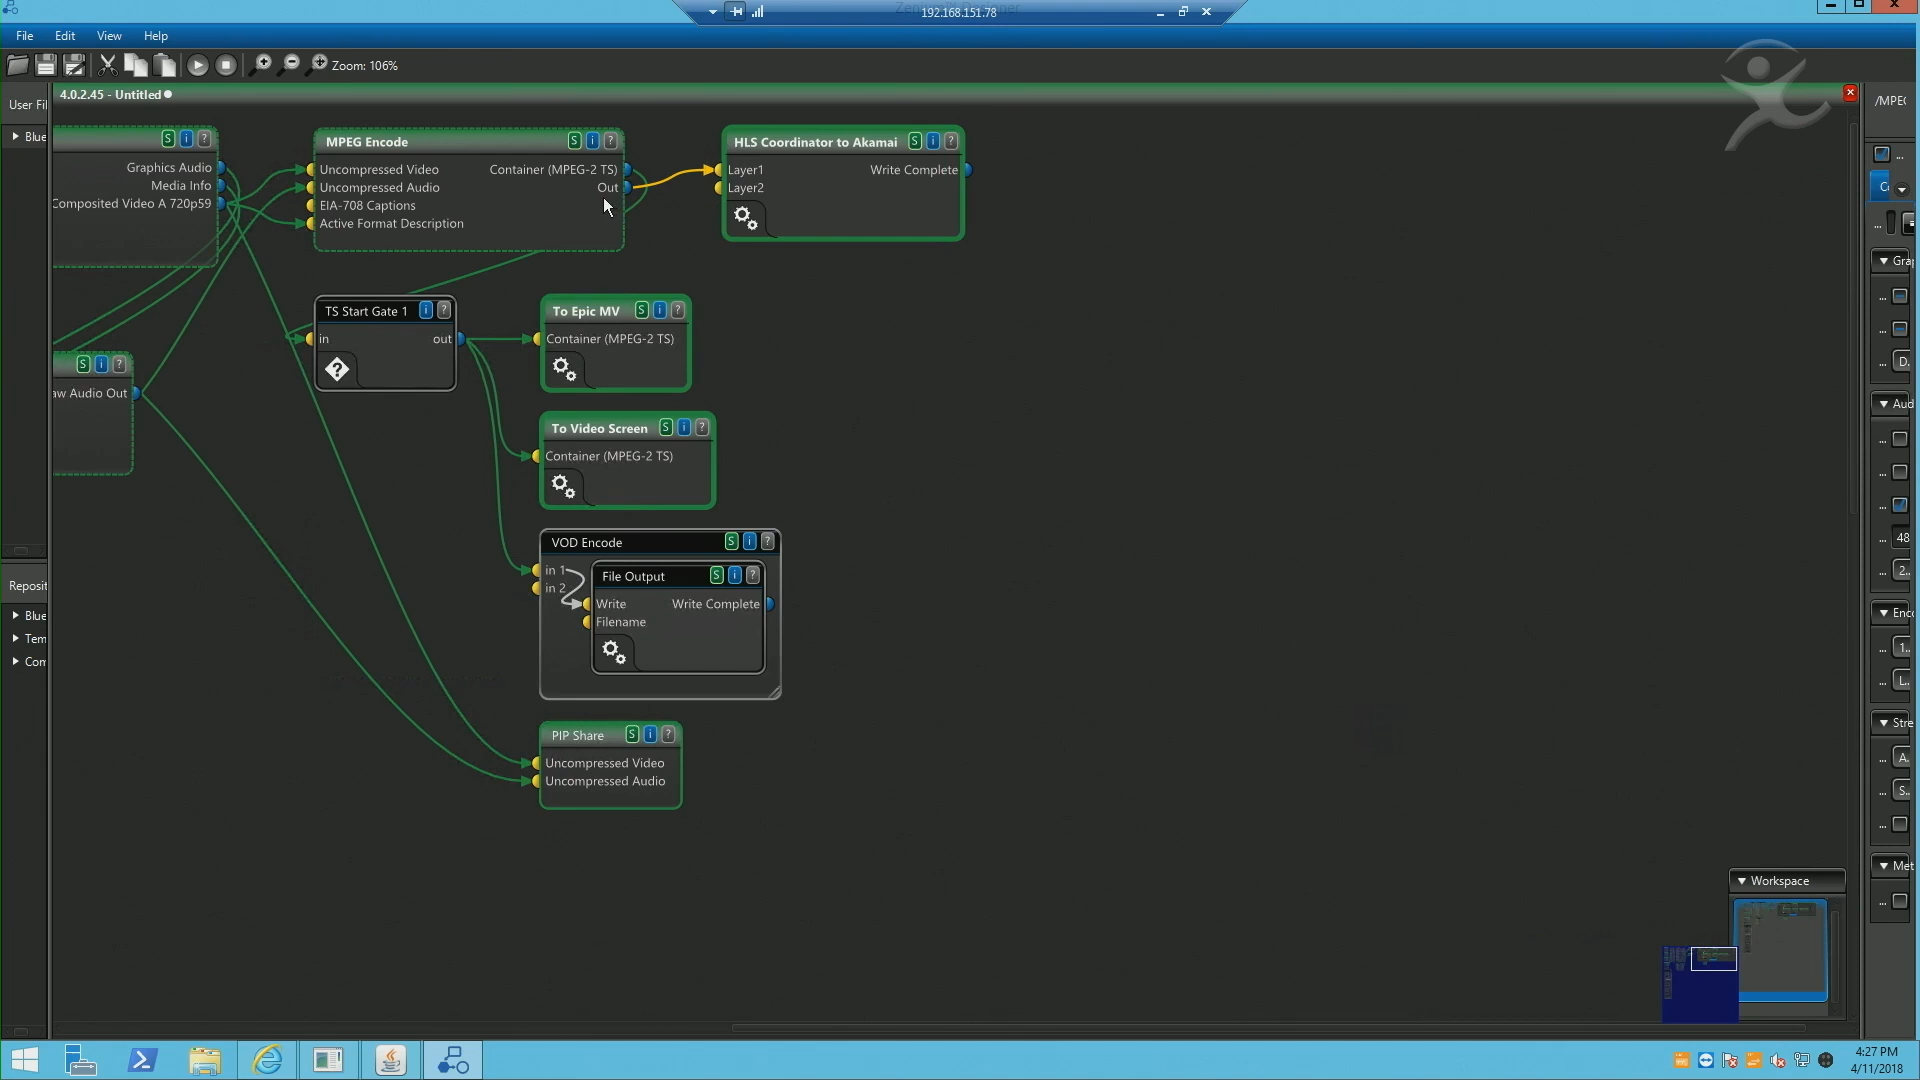 192.168.151.78
File Edit View Help
Zoom: 106%
User Fil
4.0.2.45 - Untitled
/MPEC
Blue
S i ?
Graphics Audio
Media Info
Composited Video A 720p59
MPEG Encode S i ?
Uncompressed Video Container (MPEG-2 TS)
Uncompressed Audio Out
EIA-708 Captions
Active Format Description
HLS Coordinator to Akamai S i ?
Layer1 Write Complete
Layer2
TS Start Gate 1 i ?
in out
?
To Epic MV S i ?
Container (MPEG-2 TS)
S i ?
aw Audio Out
To Video Screen S i ?
Container (MPEG-2 TS)
VOD Encode S i ?
in 1
in 2
File Output S i ?
Write Write Complete
Filename
PIP Share S i ?
Uncompressed Video
Uncompressed Audio
Reposit
Blue
Tem
Con
...
...
Gra
...
...
... D.
Aud
...
...
...
... 48
... 2..
Enco
... 1..
... L..
Stre
... A.
... S..
...
Met
...
Workspace
4:27 PM
4/11/2018